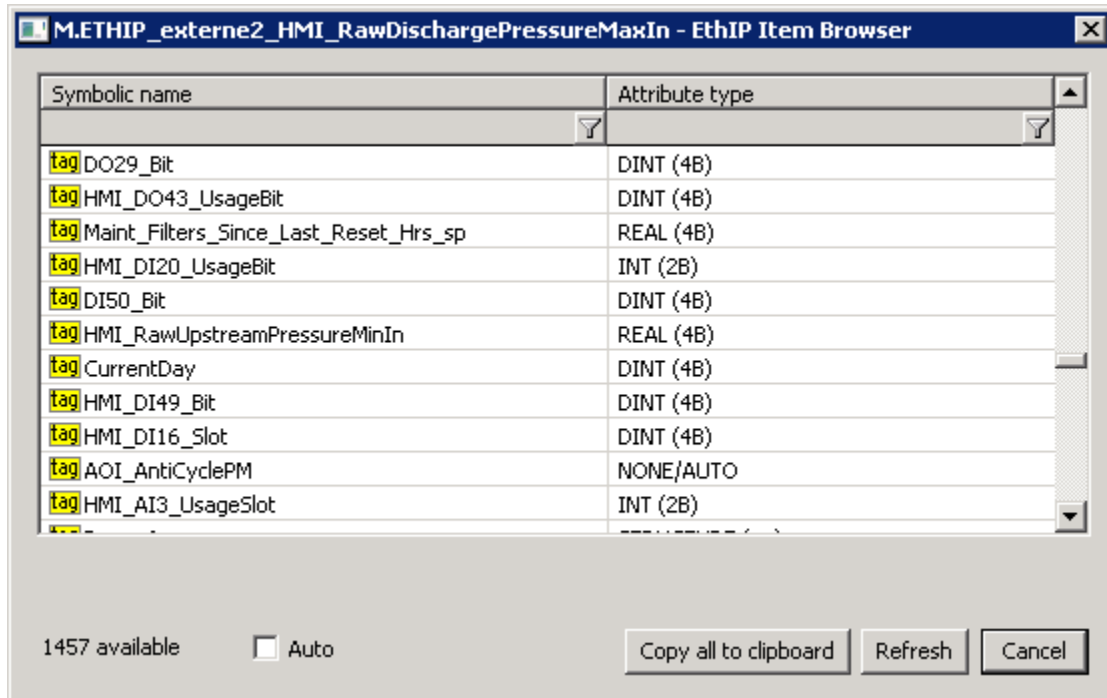 M.ETHIP_externe2_HMI_RawDischargePressureMaxIn - EthIP Item Browser
Symbolic name Attribute type
tag DO29_Bit DINT (4B)
tag HMI_DO43_UsageBit DINT (4B)
tag Maint_Filters_Since_Last_Reset_Hrs_sp REAL (4B)
tag HMI_DI20_UsageBit INT (2B)
tag DI50_Bit DINT (4B)
tag HMI_RawUpstreamPressureMinIn REAL (4B)
tag CurrentDay DINT (4B)
tag HMI_DI49_Bit DINT (4B)
tag HMI_DI16_Slot DINT (4B)
tag AOI_AntiCyclePM NONE/AUTO
tag HMI_AI3_UsageSlot INT (2B)
1457 available Auto Copy all to clipboard Refresh Cancel